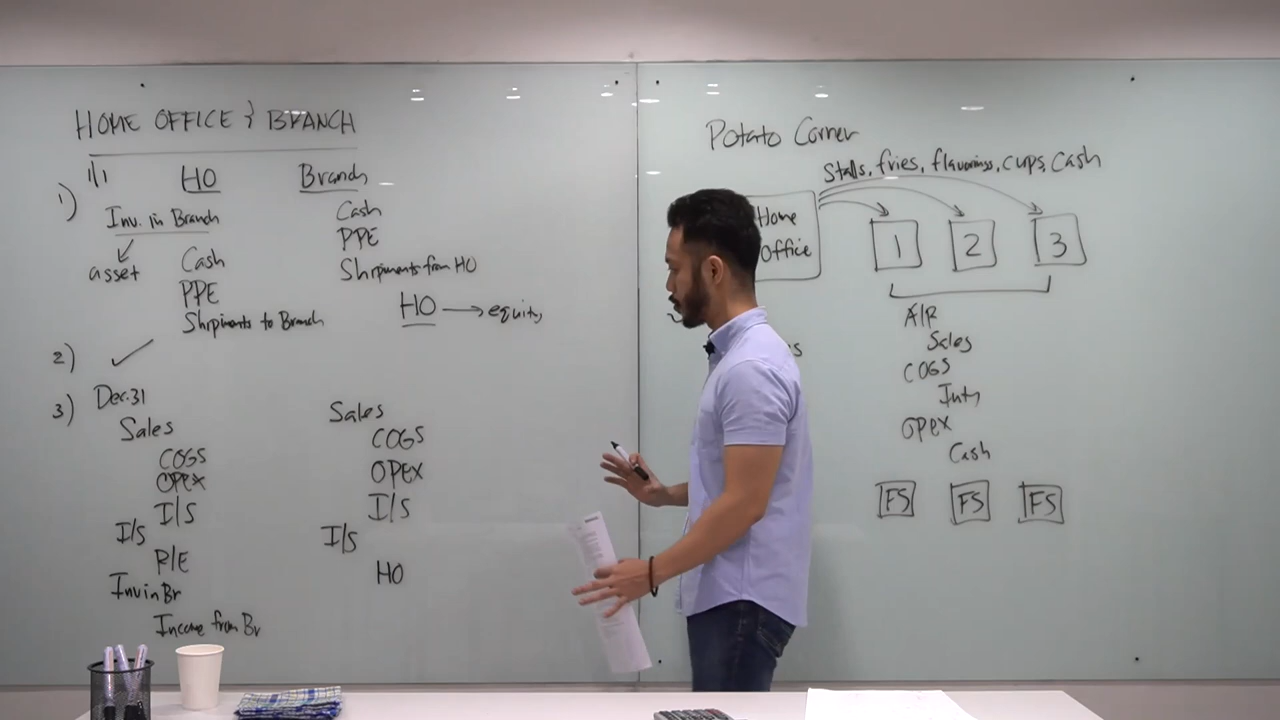 HOME OFICE & BRANCH
1/1
HO
Branch
1)
Inv. in Branch
asset
Cash
PPE
Shipments to Branch
Cash
PPE
Shipments from HO
HO → equity
2) ✓
3) Dec. 31
Sales
COGS
OPEX
I/S
I/S
R/E
Inv in Br
Income from Br
Sales
COGS
OPEX
I/S
I/S
HO
Potato Corner
Stalls, fries, flavorings, cups, cash
Home
Office
1
2
3
A/R
Sales
COGS
Inty
OPEX
Cash
FS
FS
FS